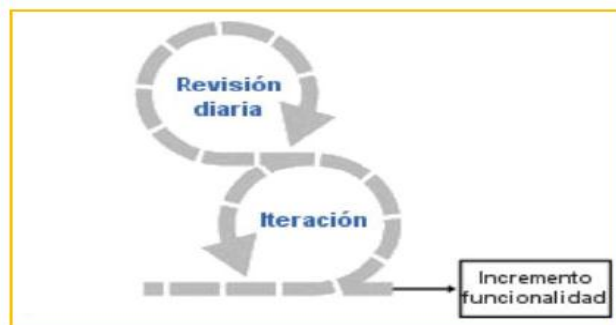 Revisión
diaria
Iteración
Incremento
funcionalidad